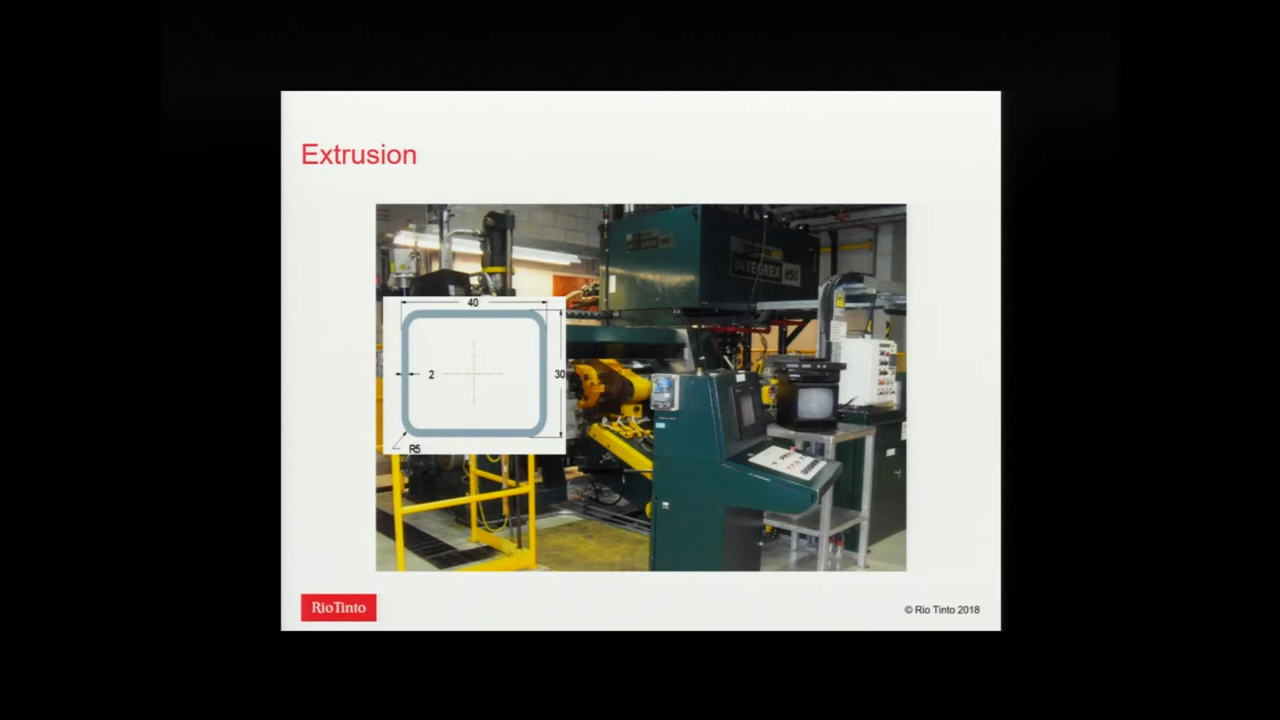 Extrusion
INTEGREX 850
40
2
30
R5
RioTinto
© Rio Tinto 2018